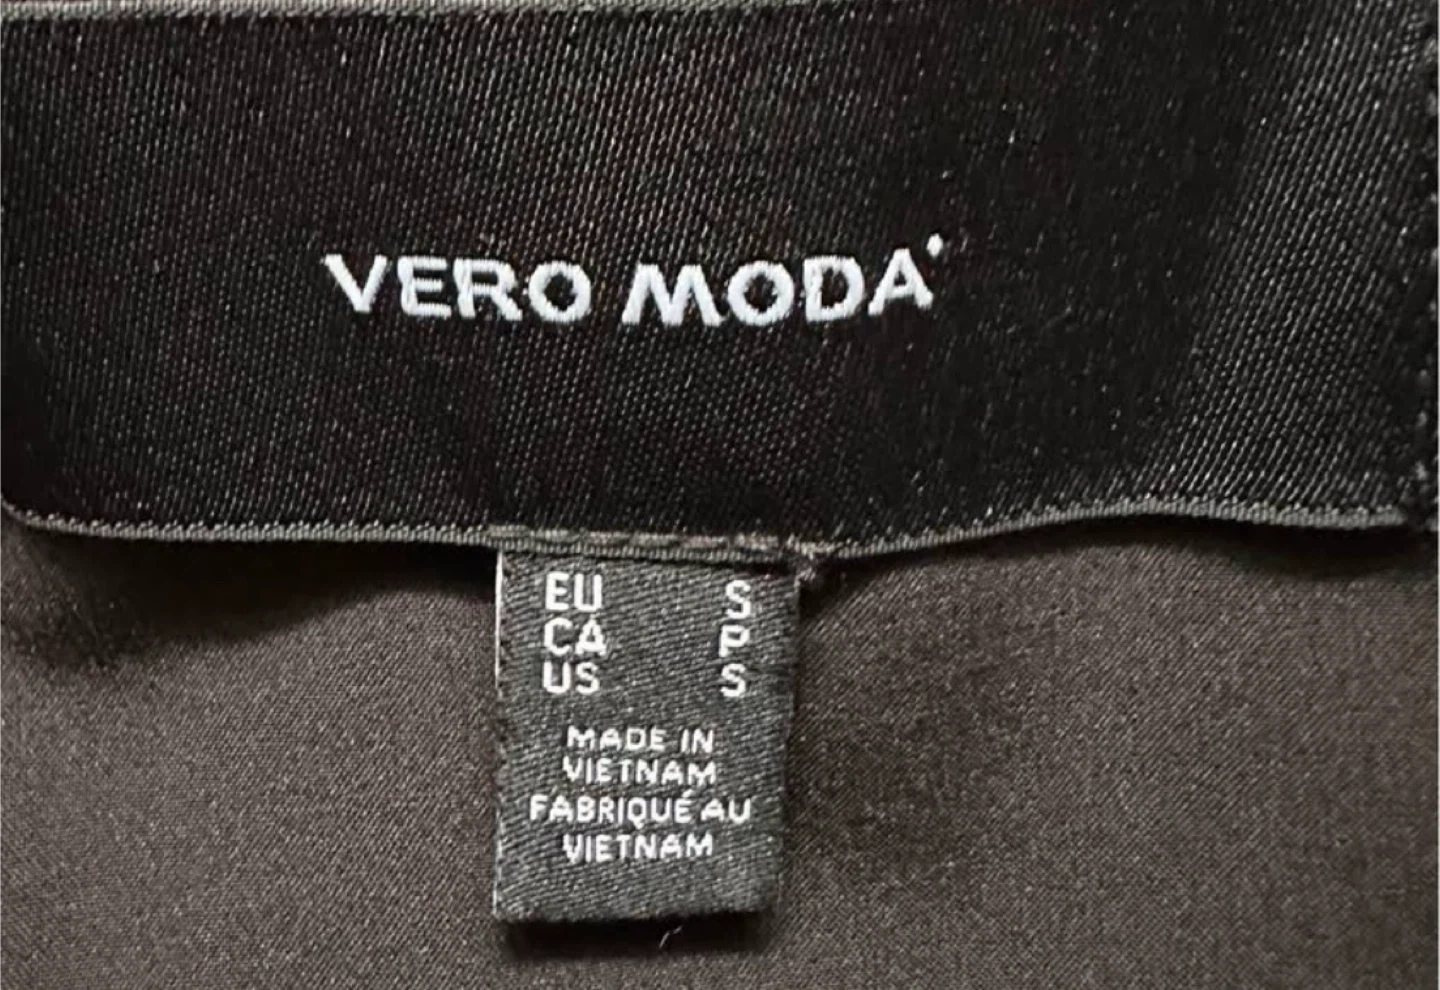 VERO MODA
EU S
CA P
US S
MADE IN
VIETNAM
FABRIQUÉ AU
VIETNAM